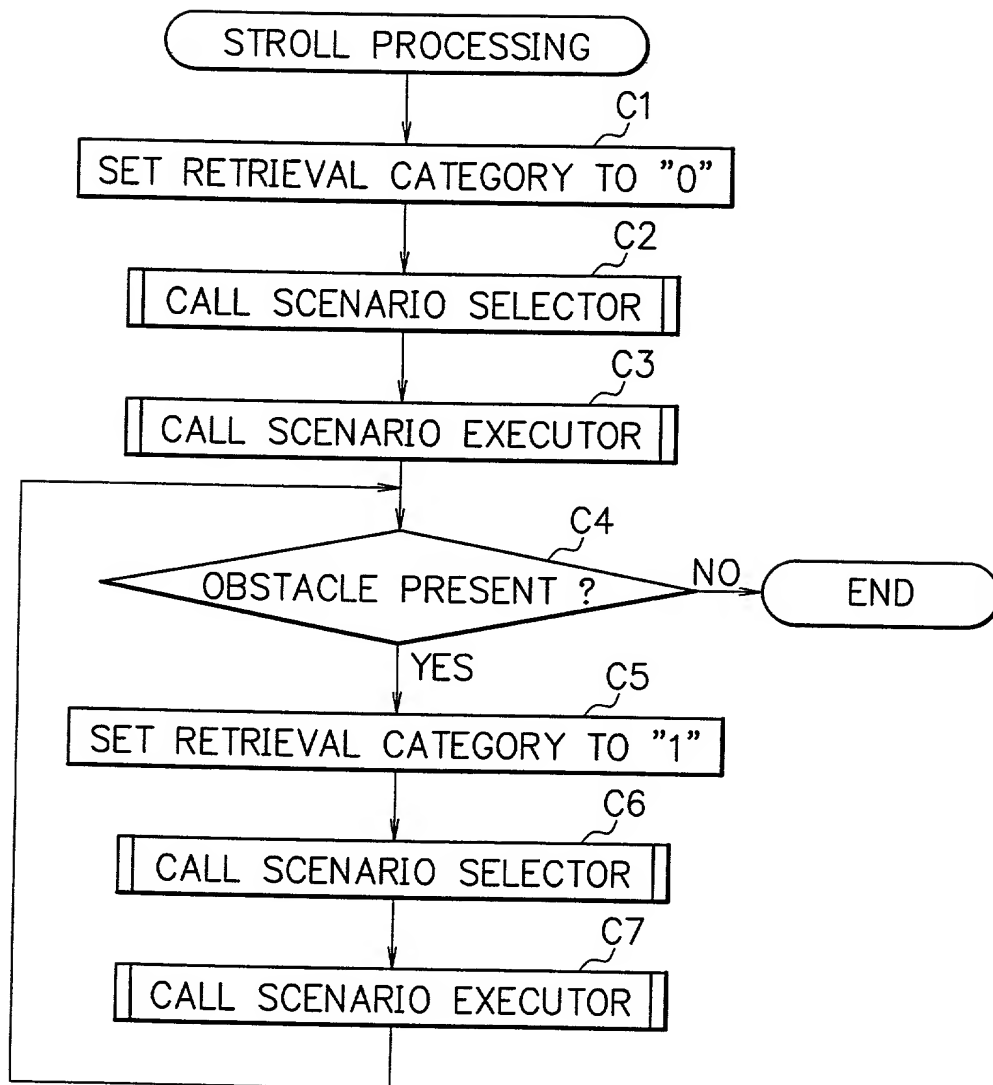 STROLL PROCESSING
C1
SET RETRIEVAL CATEGORY TO "0"
C2
CALL SCENARIO SELECTOR
C3
CALL SCENARIO EXECUTOR
C4
OBSTACLE PRESENT ?
NO
END
YES
C5
SET RETRIEVAL CATEGORY TO "1"
C6
CALL SCENARIO SELECTOR
C7
CALL SCENARIO EXECUTOR